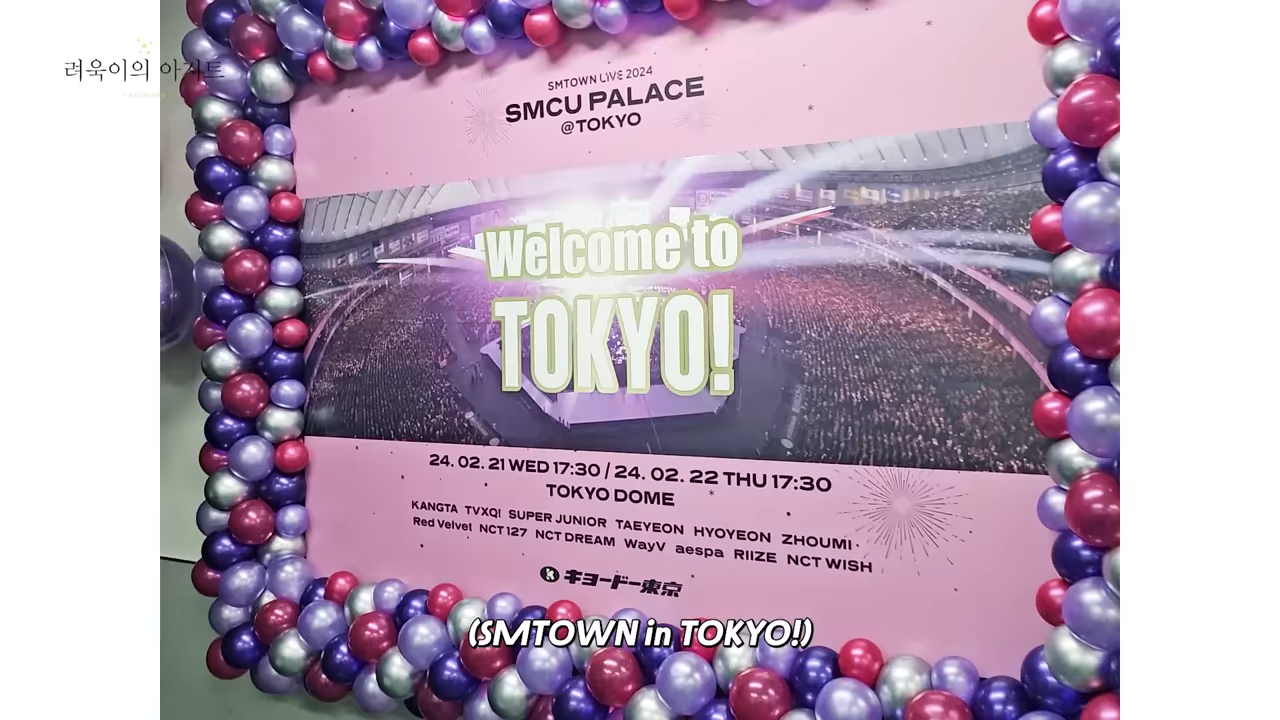 려욱이의 아지트
SMTOWN LIVE 2024
SMCU PALACE
@TOKYO
Welcome to
TOKYO!
24. 02. 21 WED 17:30 / 24. 02. 22 THU 17:30
TOKYO DOME
KANGTA TVXQ! SUPER JUNIOR TAEYEON HYOYEON ZHOUMI
Red Velvet NCT 127 NCT DREAM WayV aespa RIIZE NCT WISH
K キョードー東京
(SMTOWN in TOKYO!)